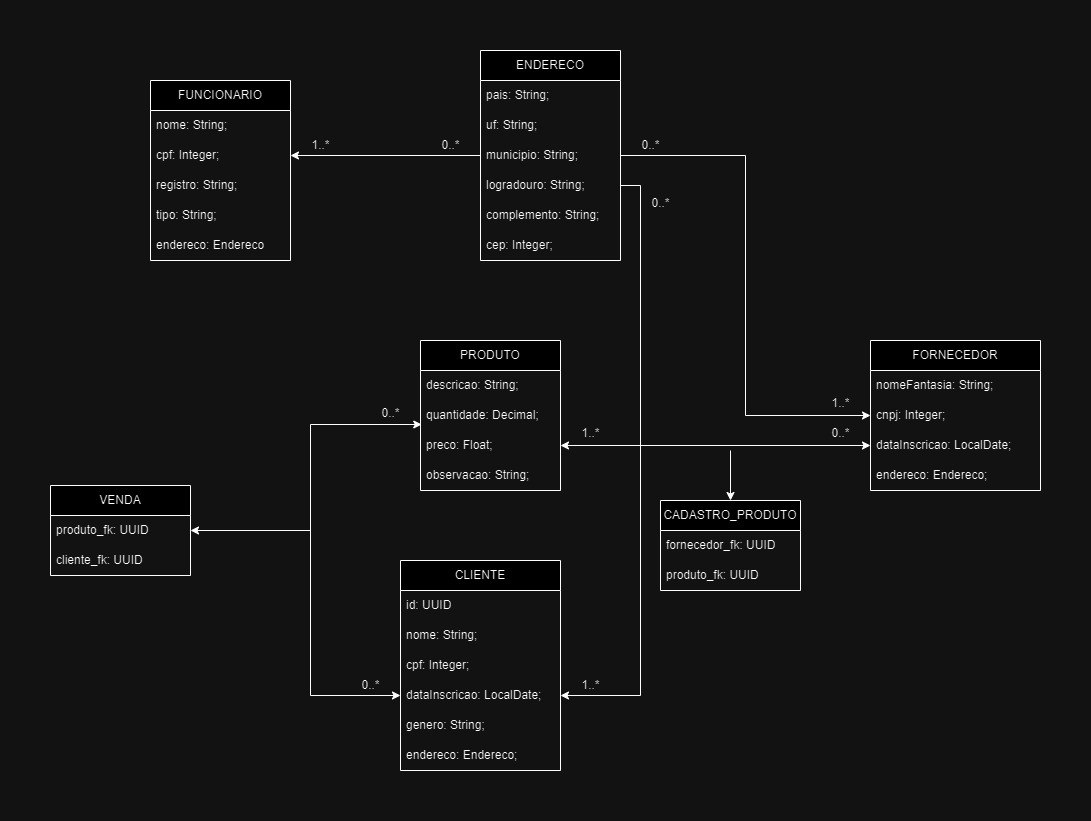 ENDERECO
pais: String;
uf: String;
municipio: String;
logradouro: String;
complemento: String;
cep: Integer;
FUNCIONARIO
nome: String;
cpf: Integer;
registro: String;
tipo: String;
endereco: Endereco
1..*
0..*
0..*
0..*
PRODUTO
descricao: String;
quantidade: Decimal;
preco: Float;
observacao: String;
FORNECEDOR
nomeFantasia: String;
cnpj: Integer;
dataInscricao: LocalDate;
endereco: Endereco;
0..*
1..*
1..*
0..*
VENDA
produto_fk: UUID
cliente_fk: UUID
CADASTRO_PRODUTO
fornecedor_fk: UUID
produto_fk: UUID
CLIENTE
id: UUID
nome: String;
cpf: Integer;
dataInscricao: LocalDate;
genero: String;
endereco: Endereco;
0..*
1..*